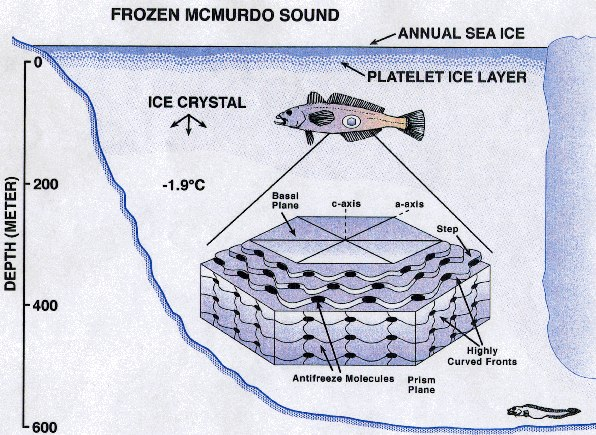 FROZEN MCMURDO SOUND
ANNUAL SEA ICE
PLATELET ICE LAYER
0
ICE CRYSTAL
-1.9°C
200
DEPTH (METER)
Basal
Plane
c-axis
a-axis
Step
400
Highly
Curved Fronts
Antifreeze Molecules
Prism
Plane
600